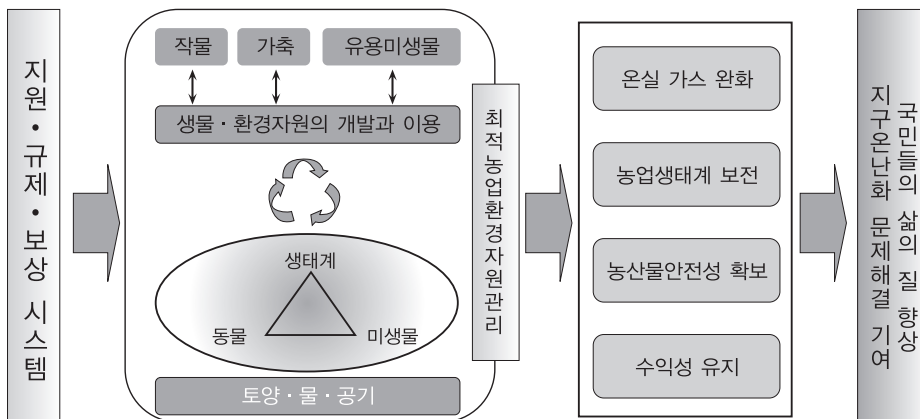 지원·규제·보상 시스템
작물
가축
유용미생물
생물·환경자원의 개발과 이용
생태계
동물
미생물
토양·물·공기
최적농업환경자원관리
온실 가스 완화
농업생태계 보전
농산물안전성 확보
수익성 유지
국민들의 삶의 질 향상
지구온난화 문제해결 기여